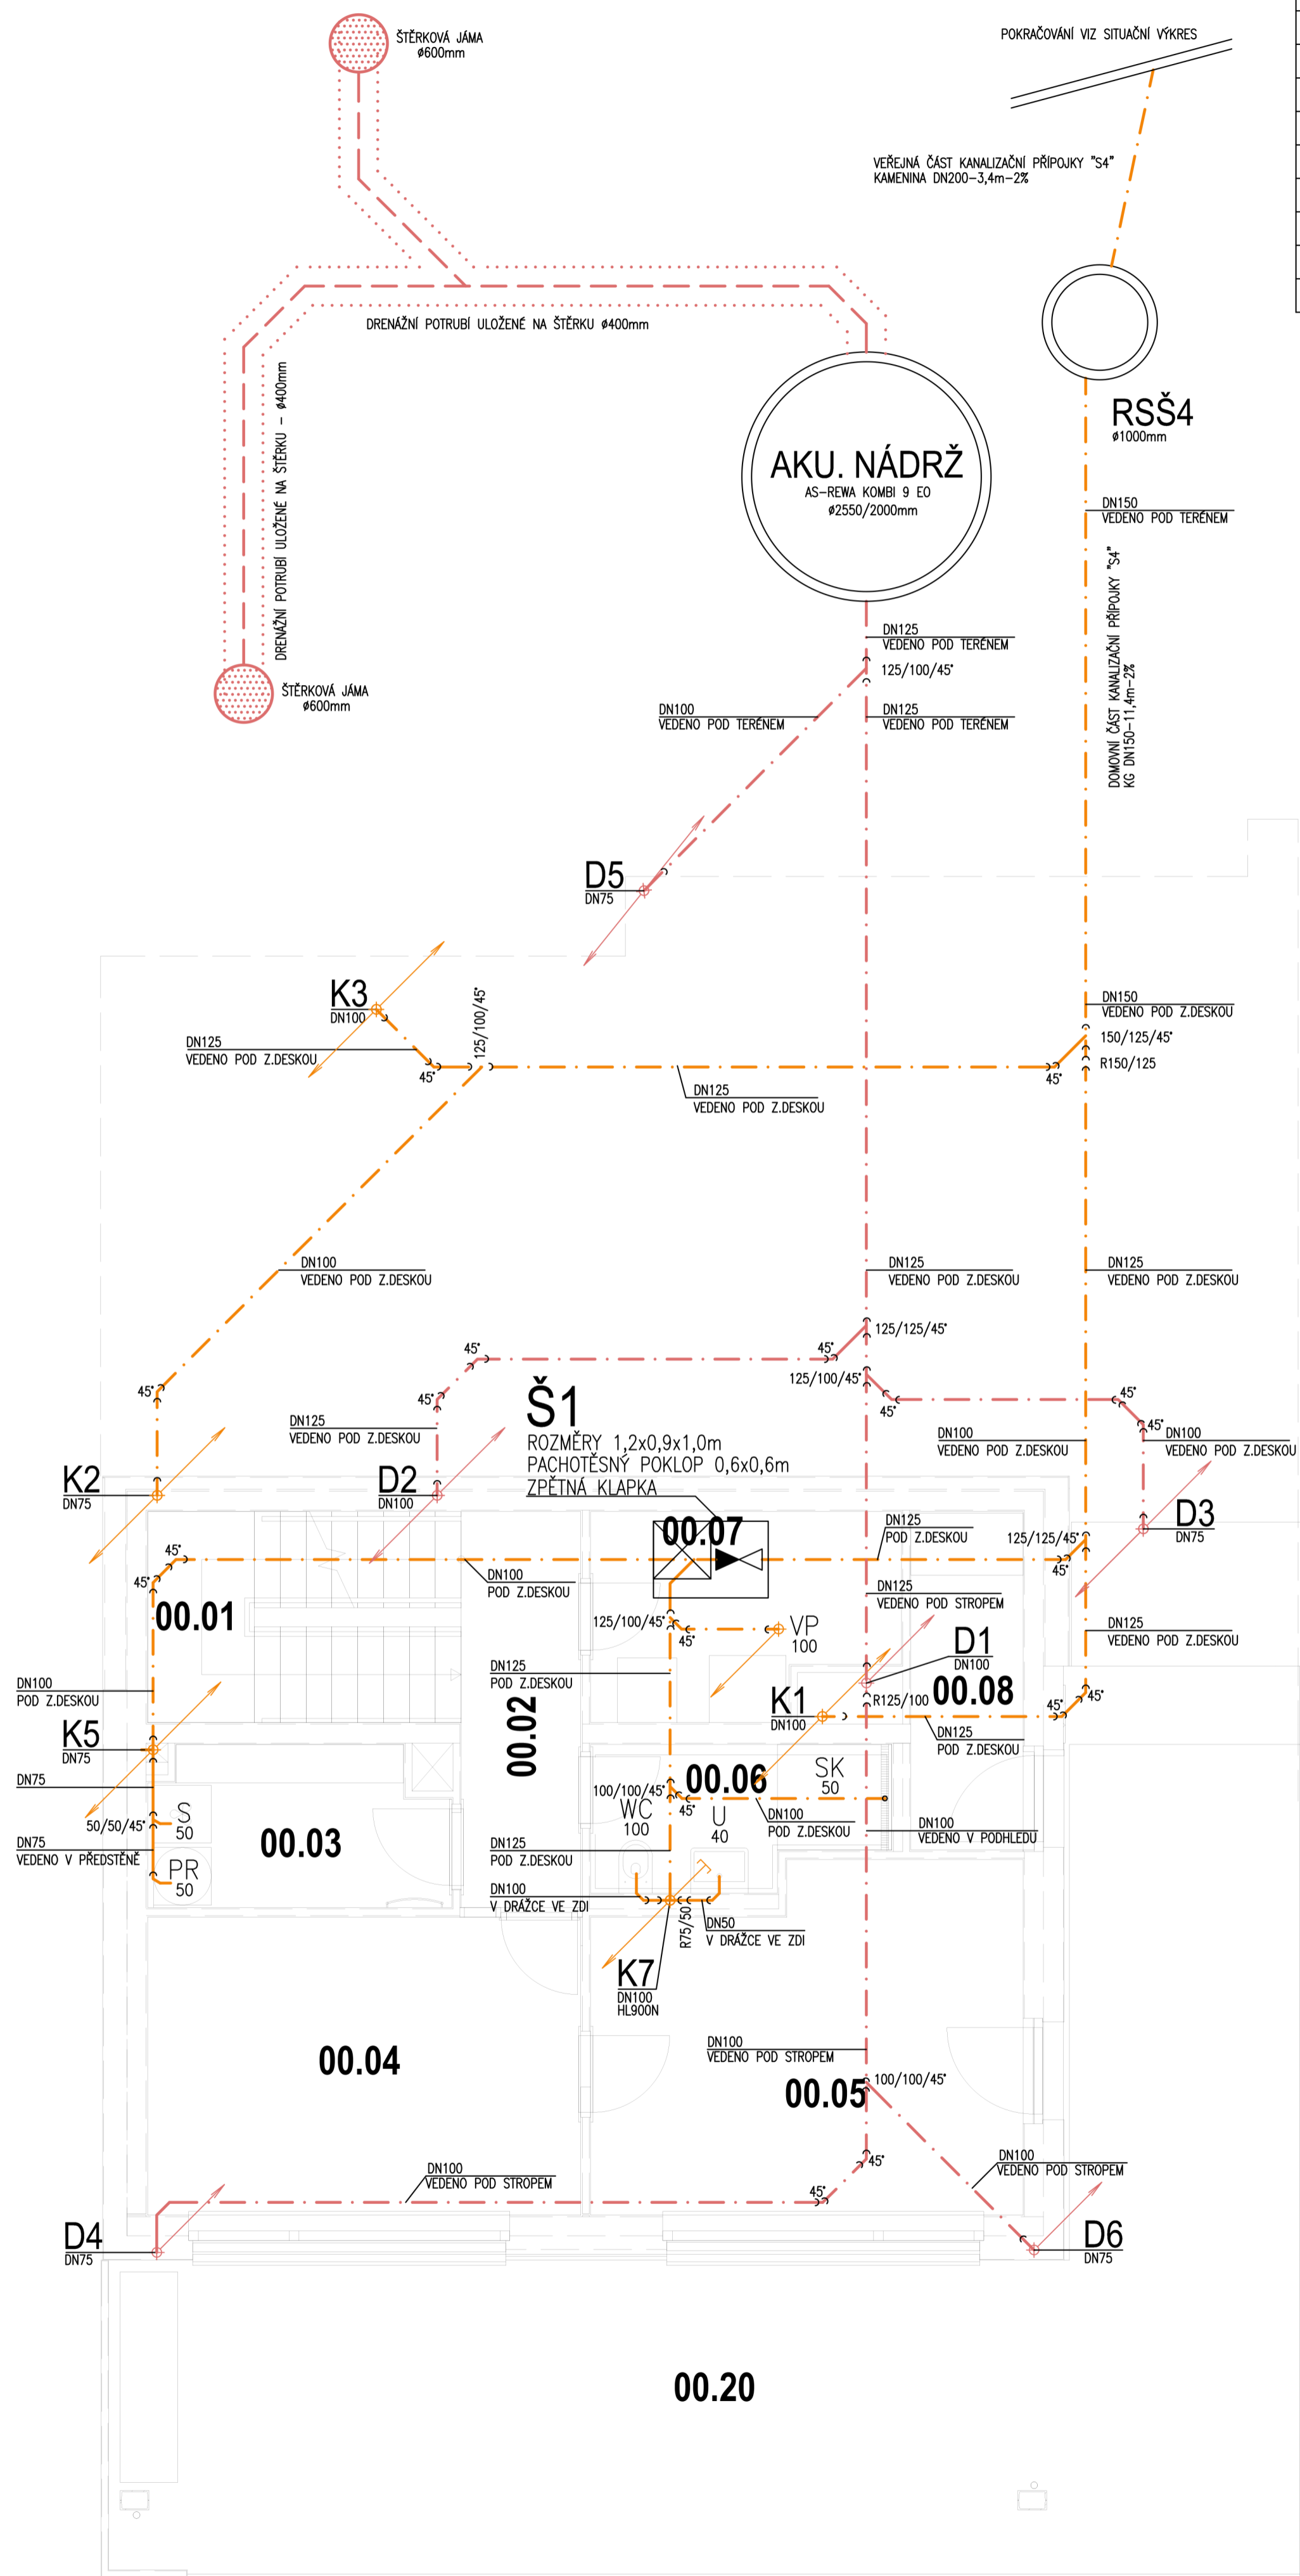 ŠTĚRKOVÁ JÁMA
ø600mm
POKRAČOVÁNÍ VIZ SITUAČNÍ VÝKRES
VEŘEJNÁ ČÁST KANALIZAČNÍ PŘÍPOJKY "S4"
KAMENINA DN200-3,4m-2%
DRENÁŽNÍ POTRUBÍ ULOŽENÉ NA ŠTĚRKU ø400mm
DRENÁŽNÍ POTRUBÍ ULOŽENÉ NA ŠTĚRKU - ø400mm
RSŠ4
ø1000mm
AKU. NÁDRŽ
AS-REWA KOMBI 9 EO
ø2550/2000mm
DN150
VEDENO POD TERÉNEM
DOMOVNÍ ČÁST KANALIZAČNÍ PŘÍPOJKY "S4"
KG DN150-11,4m-2%
DN125
VEDENO POD TERÉNEM
125/100/45°
ŠTĚRKOVÁ JÁMA
ø600mm
DN100
VEDENO POD TERÉNEM
DN125
VEDENO POD TERÉNEM
D5
DN75
K3
DN100
125/100/45°
DN150
VEDENO POD Z.DESKOU
DN125
VEDENO POD Z.DESKOU
150/125/45°
R150/125
45°
45°
DN125
VEDENO POD Z.DESKOU
DN100
VEDENO POD Z.DESKOU
DN125
VEDENO POD Z.DESKOU
DN125
VEDENO POD Z.DESKOU
125/125/45°
45°
45°
125/100/45°
45°
45°
45°
45°
45°
Š1
ROZMĚRY 1,2x0,9x1,0m
PACHOTĚSNÝ POKLOP 0,6x0,6m
ZPĚTNÁ KLAPKA
DN125
VEDENO POD Z.DESKOU
DN100
VEDENO POD Z.DESKOU
DN100
VEDENO POD Z.DESKOU
K2
DN75
D2
DN100
D3
DN75
00.07
DN125
POD Z.DESKOU
125/125/45°
45°
45°
45°
DN100
POD Z.DESKOU
DN125
VEDENO POD STROPEM
00.01
125/100/45°
45°
VP
100
DN125
VEDENO POD Z.DESKOU
D1
DN100
DN125
POD Z.DESKOU
DN100
POD Z.DESKOU
00.02
K1
DN100
R125/100
00.08
45°
45°
K5
DN75
DN125
POD Z.DESKOU
DN75
00.06
SK
50
100/100/45°
45°
WC
100
U
40
DN100
POD Z.DESKOU
50/50/45°
S
50
DN100
VEDENO V PODHLEDU
DN75
VEDENO V PŘEDSTĚNĚ
00.03
DN125
POD Z.DESKOU
PR
50
DN100
V DRÁŽCE VE ZDI
R75/50
DN50
V DRÁŽCE VE ZDI
K7
DN100
HL900N
DN100
VEDENO POD STROPEM
00.04
00.05
100/100/45°
45°
45°
DN100
VEDENO POD STROPEM
DN100
VEDENO POD STROPEM
D4
DN75
D6
DN75
00.20